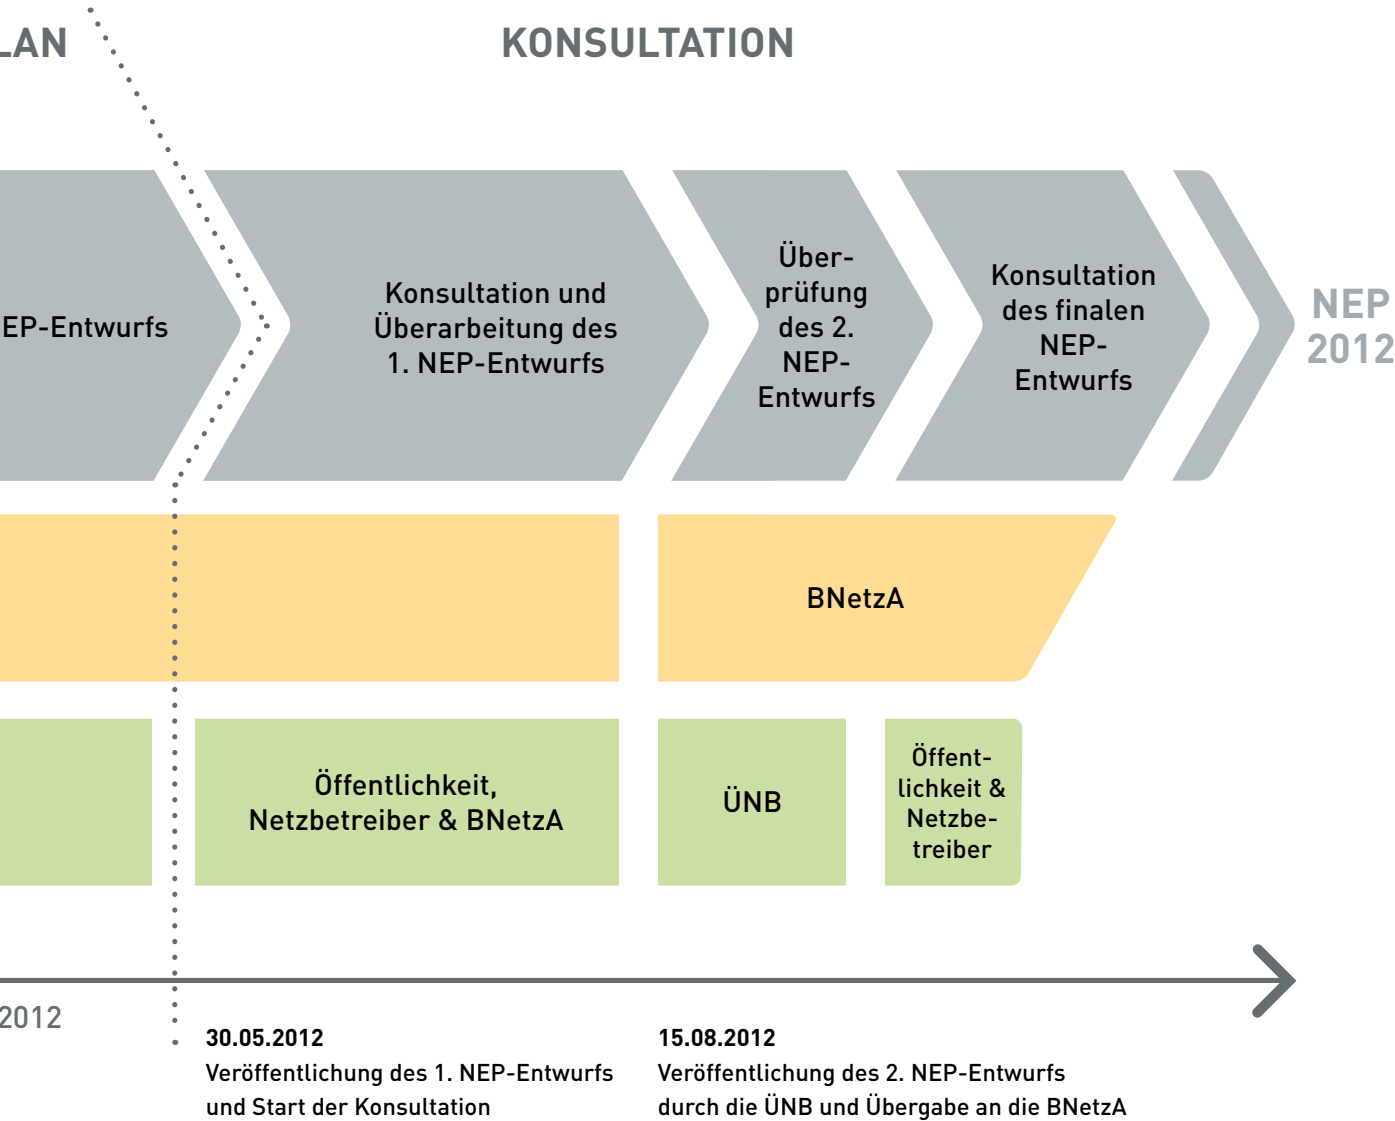 LAN
KONSULTATION
EP-Entwurfs
Konsultation und
Überarbeitung des
1. NEP-Entwurfs
Über-
prüfung
des 2.
NEP-
Entwurfs
Konsultation
des finalen
NEP-
Entwurfs
NEP
2012
BNetzA
Öffentlichkeit,
Netzbetreiber & BNetzA
ÜNB
Öffent-
lichkeit &
Netzbe-
treiber
2012
30.05.2012
Veröffentlichung des 1. NEP-Entwurfs
und Start der Konsultation
15.08.2012
Veröffentlichung des 2. NEP-Entwurfs
durch die ÜNB und Übergabe an die BNetzA